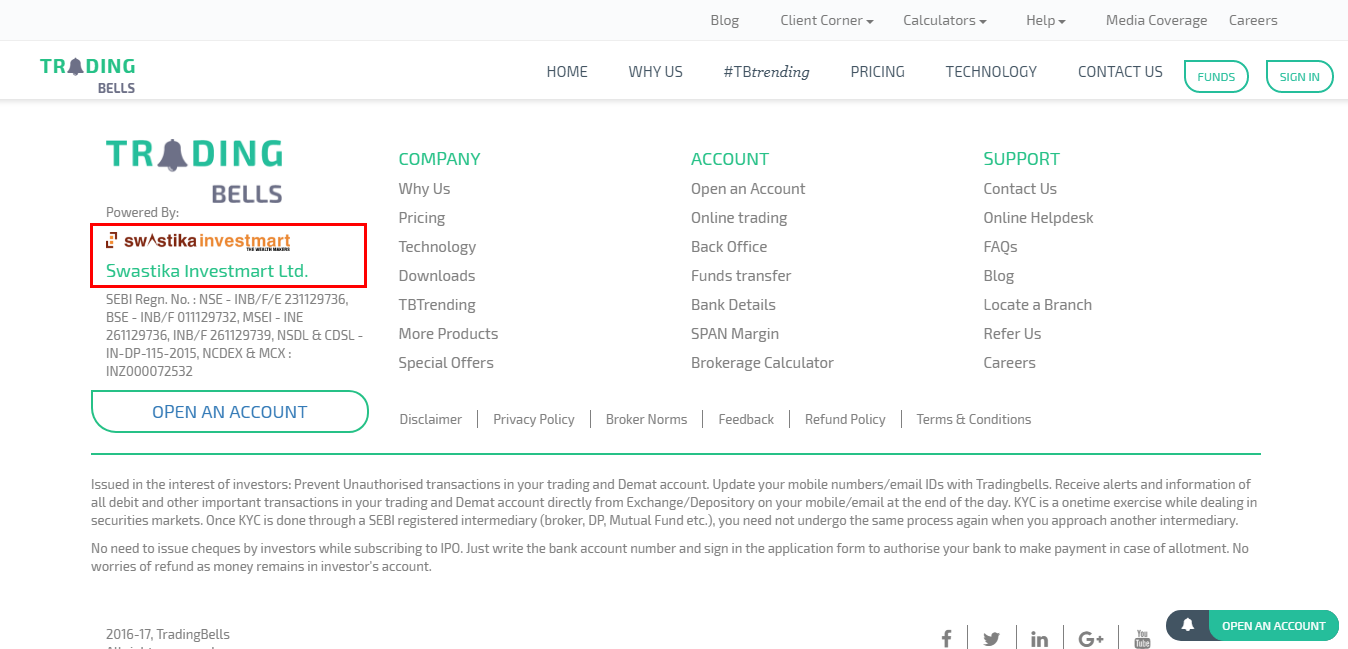 Blog Client Corner Calculators Help Media Coverage Careers
TRADING
BELLS
HOME WHY US #TBtrending PRICING TECHNOLOGY CONTACT US FUNDS SIGN IN
TRADING
BELLS
Powered By:
swastika investmart
THE WEALTH MAKERS
Swastika Investmart Ltd.
SEBI Regn. No. : NSE - INB/F/E 231129736,
BSE - INB/F 011129732, MSEI - INE
261129736, INB/F 261129739, NSDL & CDSL -
IN-DP-115-2015, NCDEX & MCX :
INZ000072532
OPEN AN ACCOUNT
COMPANY
Why Us
Pricing
Technology
Downloads
TBTrending
More Products
Special Offers
ACCOUNT
Open an Account
Online trading
Back Office
Funds transfer
Bank Details
SPAN Margin
Brokerage Calculator
SUPPORT
Contact Us
Online Helpdesk
FAQs
Blog
Locate a Branch
Refer Us
Careers
Disclaimer Privacy Policy Broker Norms Feedback Refund Policy Terms & Conditions
Issued in the interest of investors: Prevent Unauthorised transactions in your trading and Demat account. Update your mobile numbers/email IDs with Tradingbells. Receive alerts and information of
all debit and other important transactions in your trading and Demat account directly from Exchange/Depository on your mobile/email at the end of the day. KYC is a onetime exercise while dealing in
securities markets. Once KYC is done through a SEBI registered intermediary (broker, DP, Mutual Fund etc.), you need not undergo the same process again when you approach another intermediary.
No need to issue cheques by investors while subscribing to IPO. Just write the bank account number and sign in the application form to authorise your bank to make payment in case of allotment. No
worries of refund as money remains in investor's account.
2016-17, TradingBells
You Tube
OPEN AN ACCOUNT